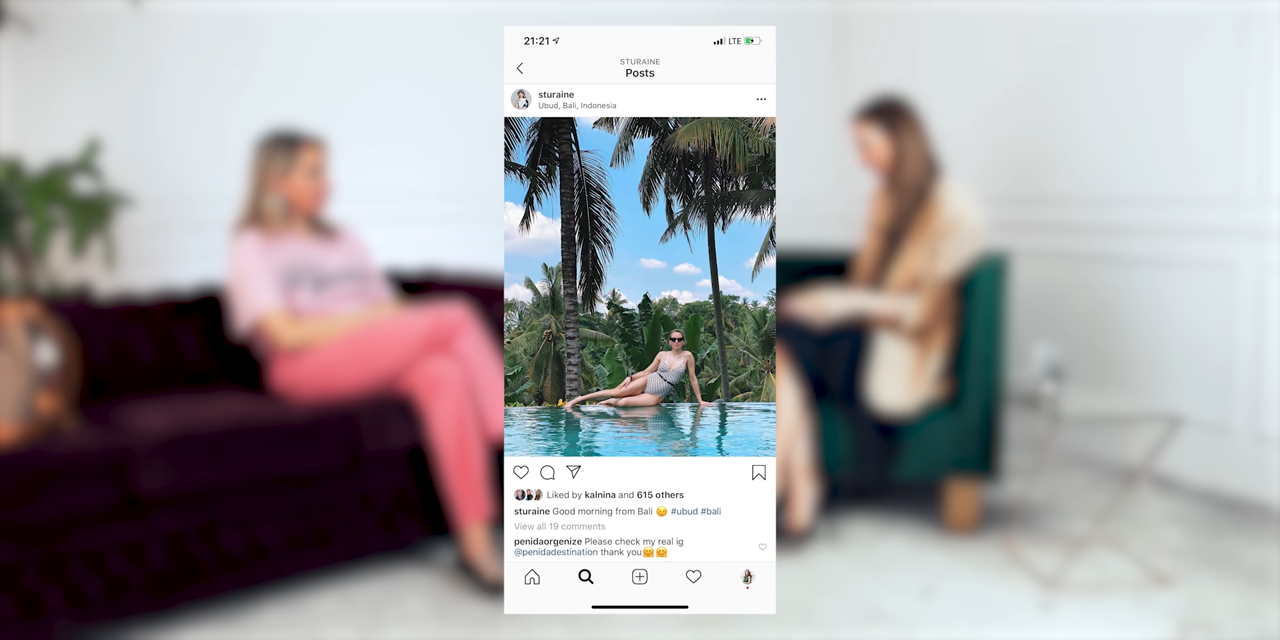 21:21
LTE
STURAINE
Posts
sturaine
Ubud, Bali, Indonesia
Liked by kalnina and 615 others
sturaine Good morning from Bali 😉 #ubud #bali
View all 19 comments
penidaorgenize Please check my real ig
@penidadestination thank you🤗🤗